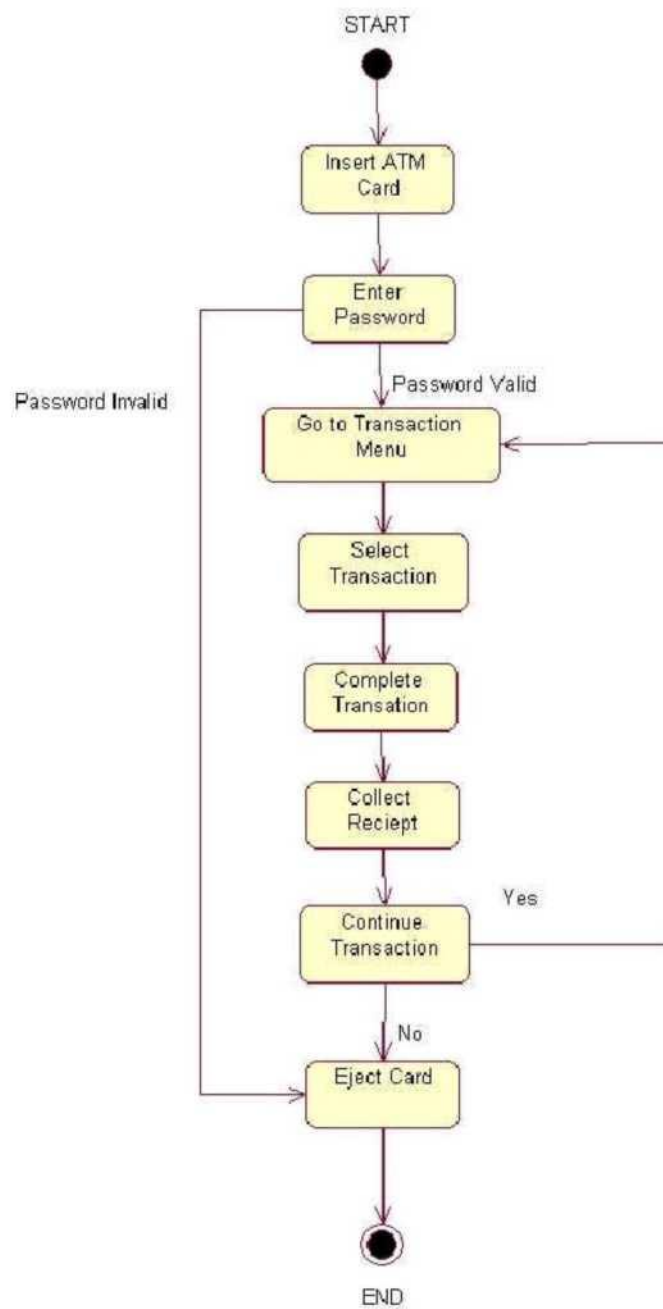 START
Insert ATM
Card
Enter
Password
Password Valid
Password Invalid
Go to Transaction
Menu
Select
Transaction
Complete
Transation
Collect
Reciept
Yes
Continue
Transaction
No
Eject Card
END